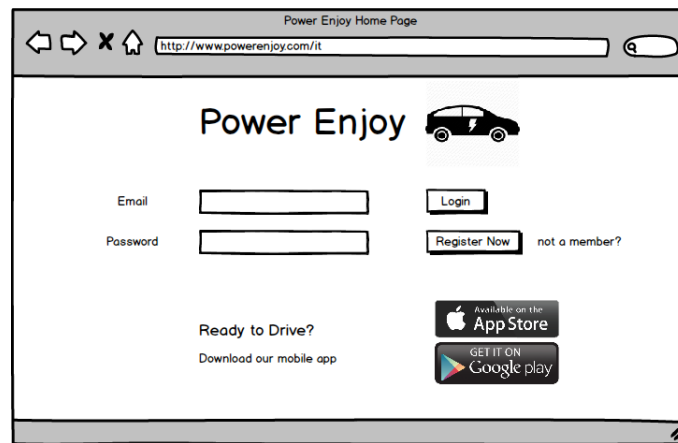 Power Enjoy Home Page
http://www.powerenjoy.com/it
Power Enjoy
Email
Login
Password
Register Now
not a member?
Ready to Drive?
Download our mobile app
Available on the
App Store
GET IT ON
Google play